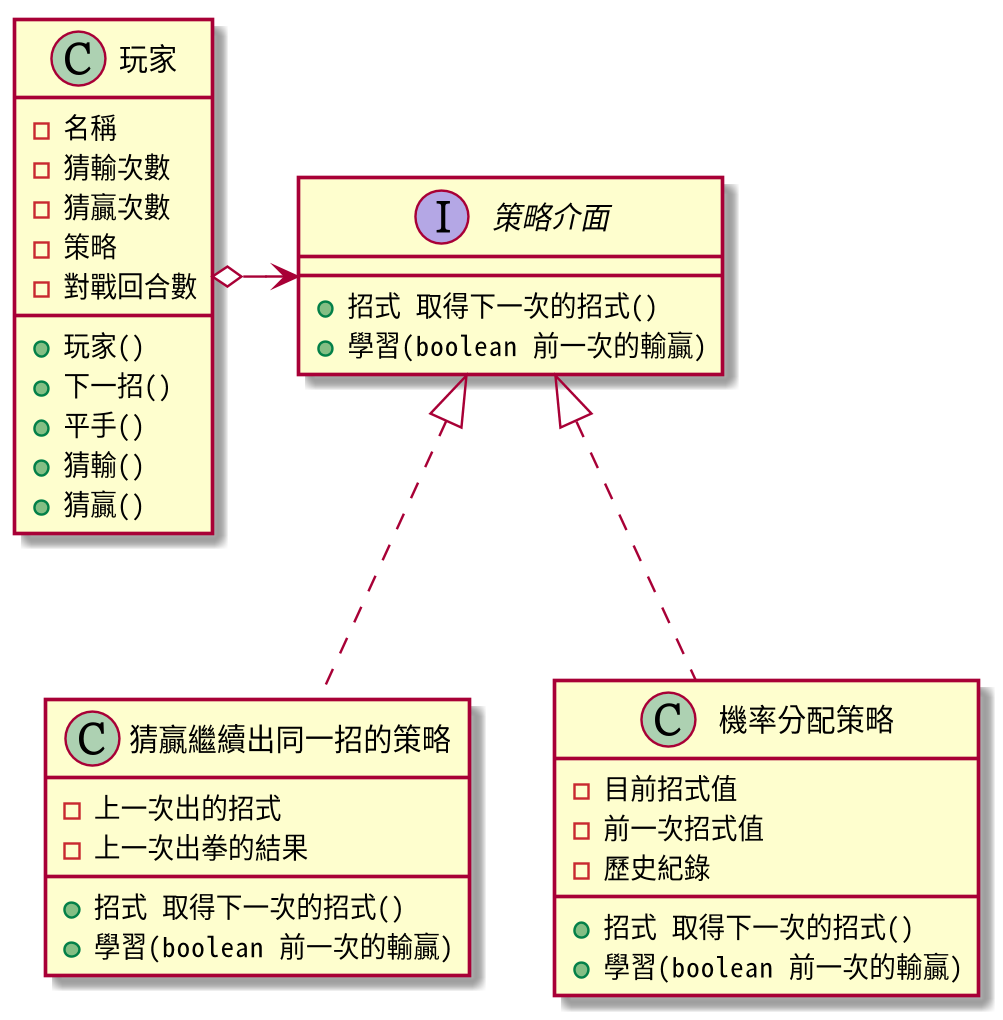 C 玩家
名稱
猜輸次數
猜贏次數
策略
對戰回合數
玩家()
下一招()
平手()
猜輸()
猜贏()
I 策略介面
招式 取得下一次的招式()
學習(boolean 前一次的輸贏)
C 猜贏繼續出同一招的策略
上一次出的招式
上一次出拳的結果
招式 取得下一次的招式()
學習(boolean 前一次的輸贏)
C 機率分配策略
目前招式值
前一次招式值
歷史紀錄
招式 取得下一次的招式()
學習(boolean 前一次的輸贏)